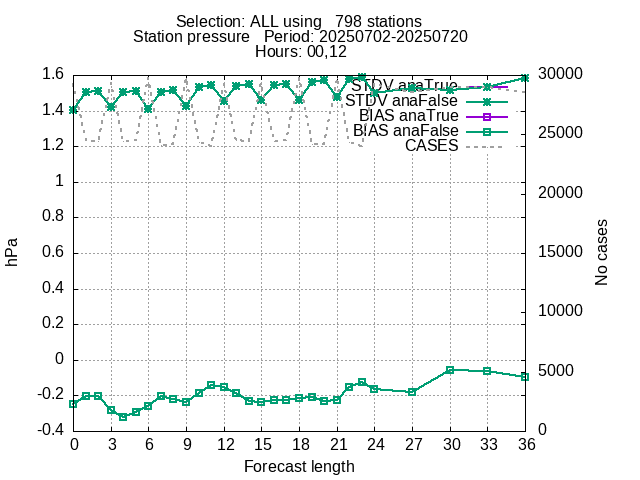 Selection: ALL using   798 stations
Station pressure   Period: 20250702-20250720
Hours: 00,12
STDV anaTrue
STDV anaFalse
BIAS anaTrue
BIAS anaFalse
CASES
hPa
1.6
1.4
1.2
1
0.8
0.6
0.4
0.2
0
-0.2
-0.4
30000
25000
20000
15000
10000
5000
0
No cases
0 3 6 9 12 15 18 21 24 27 30 33 36
Forecast length